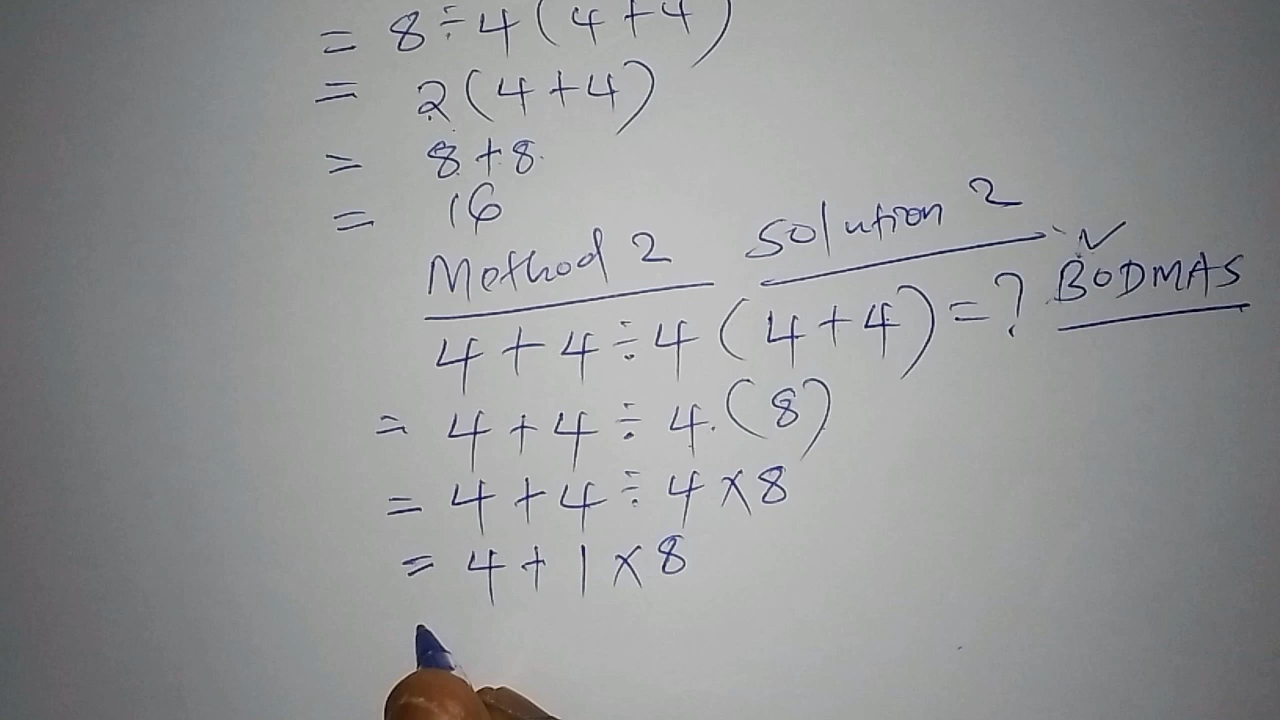 = 8 ÷ 4 ( 4 + 4 )
= 2 ( 4 + 4 )
= 8 + 8
= 16
Method 2 Solution 2
4 + 4 ÷ 4 ( 4 + 4 ) = ? ✓ BODMAS
= 4 + 4 ÷ 4 . ( 8 )
= 4 + 4 ÷ 4 × 8
= 4 + 1 × 8